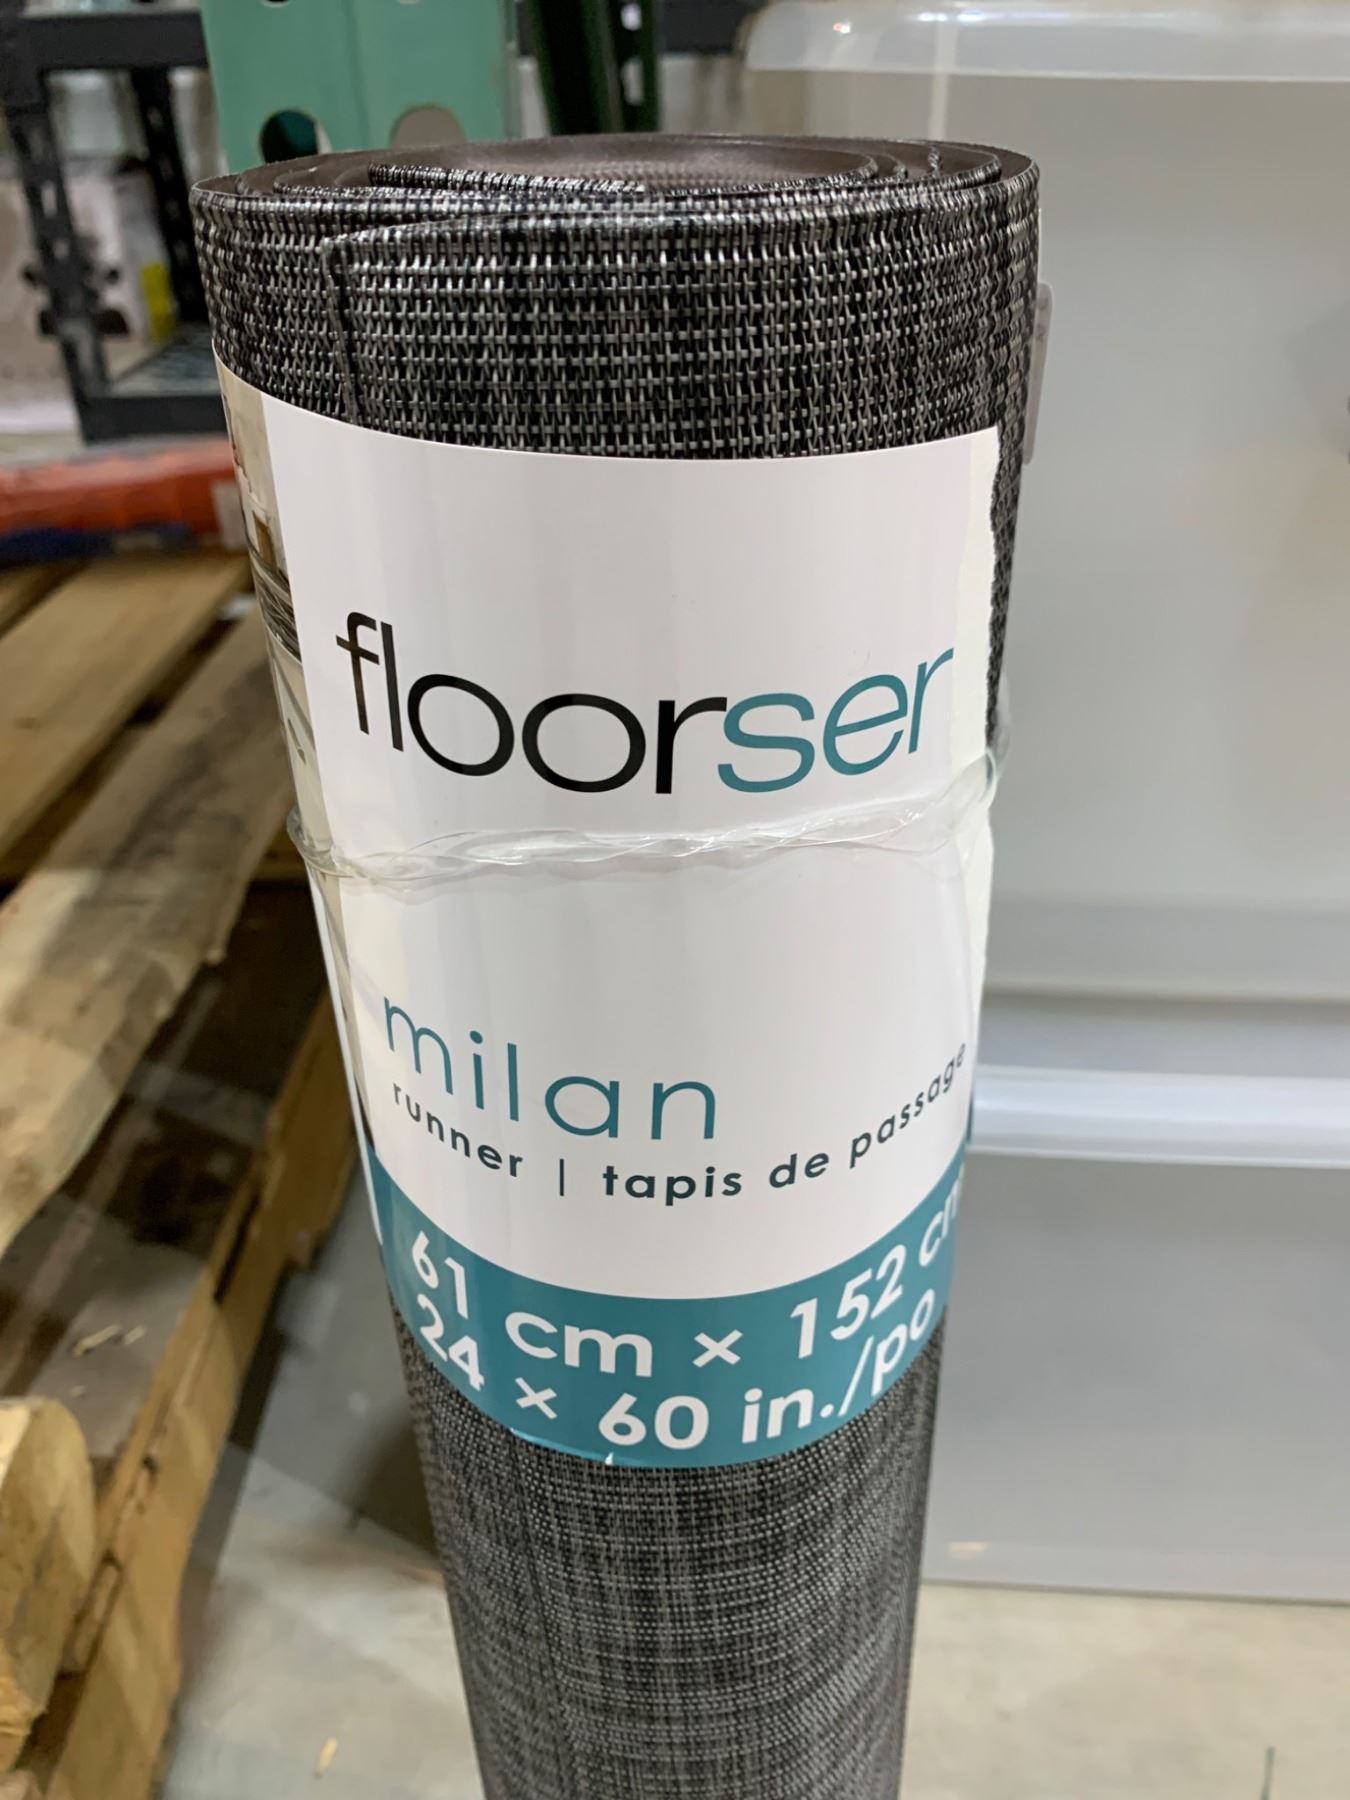 floorser
milan
runner | tapis de passage
61 cm × 152 cm
24 × 60 in./po